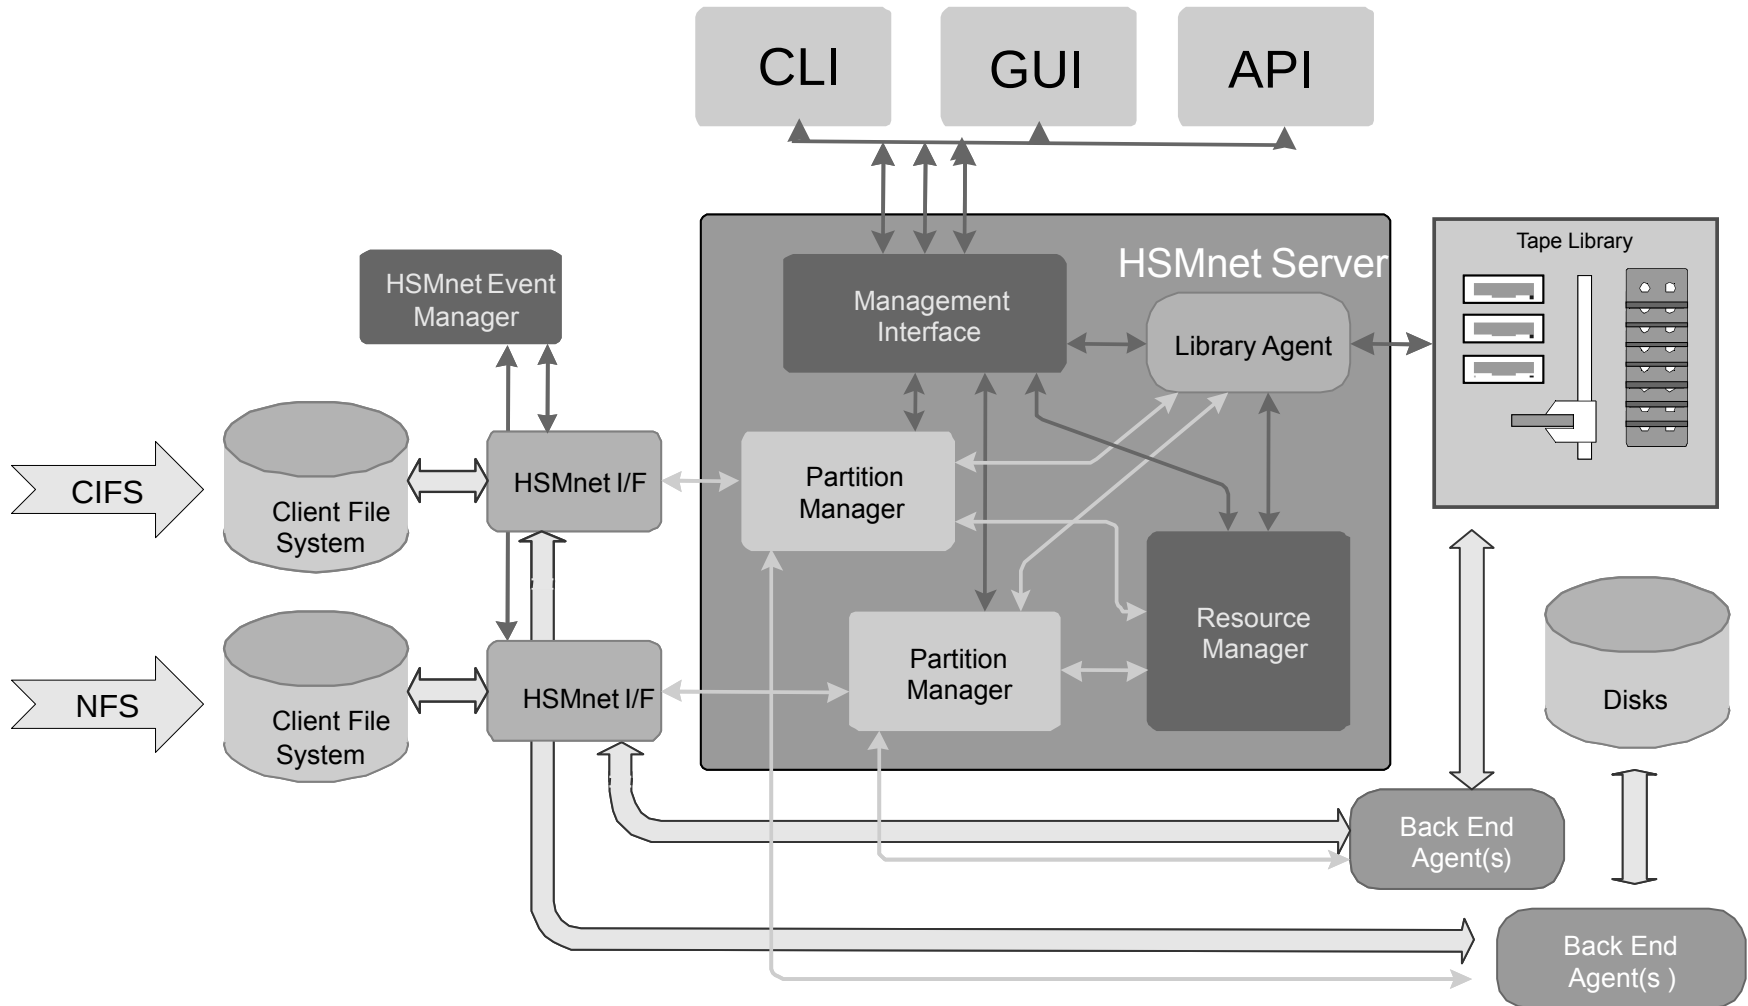 CLI
GUI
API
HSMnet Server
Tape Library
HSMnet Event
Manager
Management
Interface
Library Agent
CIFS
Client File
System
HSMnet I/F
Partition
Manager
NFS
Client File
System
HSMnet I/F
Partition
Manager
Resource
Manager
Disks
Back End
Agent(s)
Back End
Agent(s )